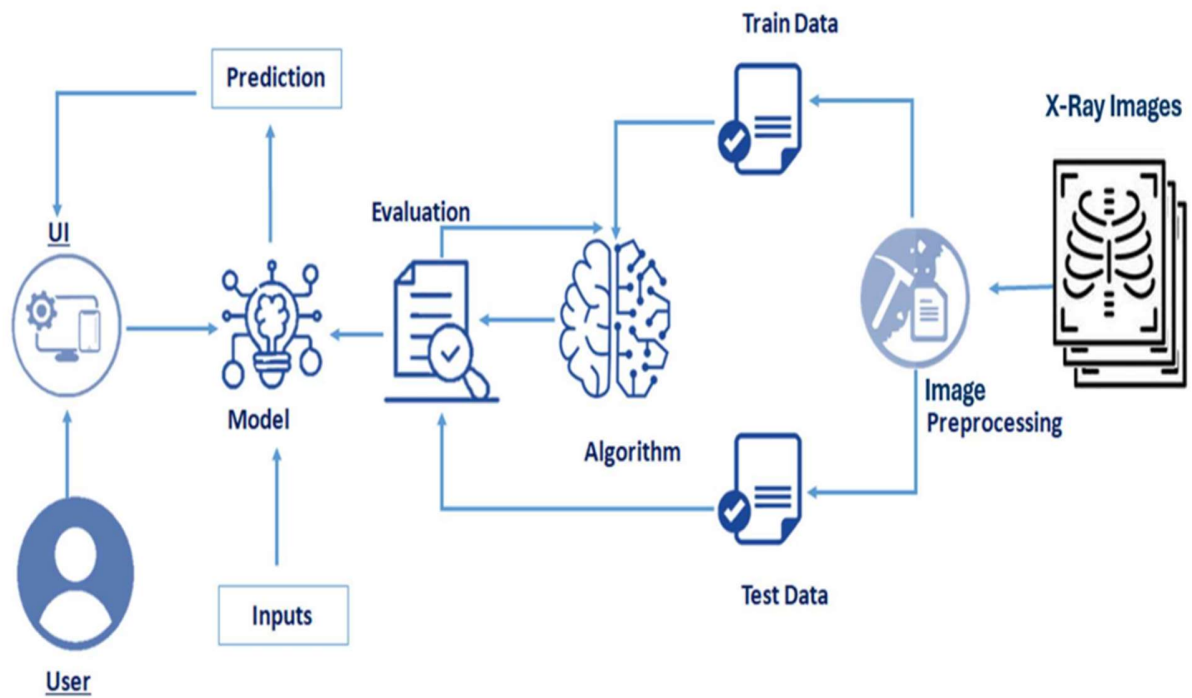 Train Data
Prediction
X-Ray Images
Evaluation
UI
Model
Image
Preprocessing
Algorithm
Inputs
Test Data
User